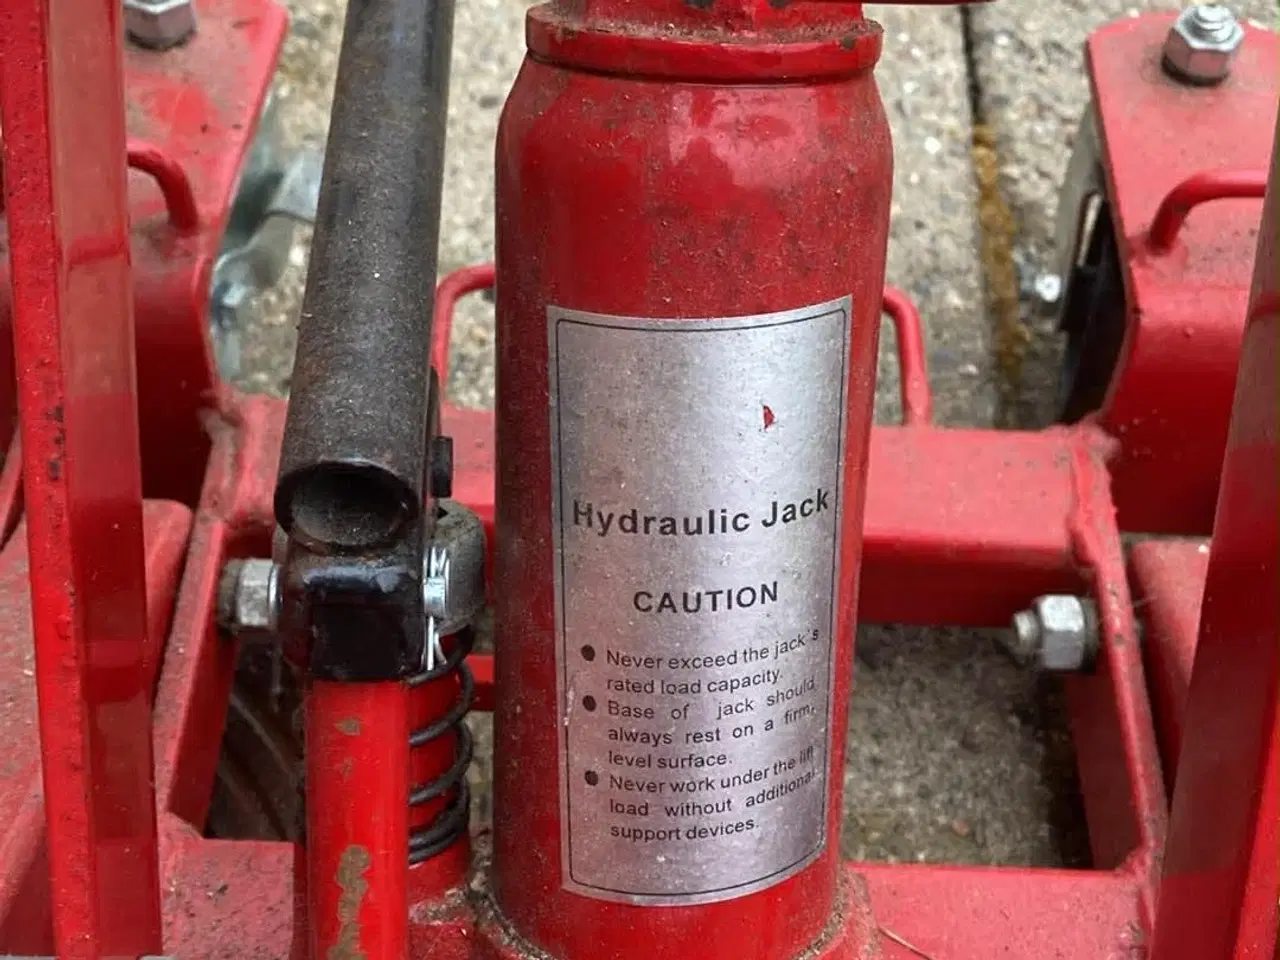 Hydraulic Jack
CAUTION
● Never exceed the jack's
rated load capacity.
● Base of jack should
always rest on a firm,
level surface.
● Never work under the lift
load without additional
support devices.